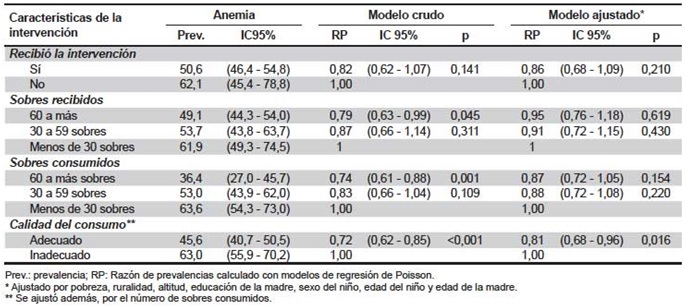 Características de la intervención Anemia Modelo crudo Modelo ajustado*
Prev. IC95% RP IC 95% p RP IC 95% p
Recibió la intervención
Sí 50,6 (46,4 - 54,8) 0,82 (0,62 - 1,07) 0,141 0,86 (0,68 - 1,09) 0,210
No 62,1 (45,4 - 78,8) 1,00 1,00
Sobres recibidos
60 a más 49,1 (44,3 - 54,0) 0,79 (0,63 - 0,99) 0,045 0,95 (0,76 - 1,18) 0,619
30 a 59 sobres 53,7 (43,8 - 63,7) 0,87 (0,66 - 1,14) 0,311 0,91 (0,72 - 1,15) 0,430
Menos de 30 sobres 61,9 (49,3 - 74,5) 1 1
Sobres consumidos
60 a más sobres 36,4 (27,0 - 45,7) 0,74 (0,61 - 0,88) 0,001 0,87 (0,72 - 1,05) 0,154
30 a 59 sobres 53,0 (43,9 - 62,0) 0,83 (0,66 - 1,04) 0,109 0,88 (0,72 - 1,08) 0,220
Menos de 30 sobres 63,6 (54,3 - 73,0) 1,00 1,00
Calidad del consumo**
Adecuado 45,6 (40,7 - 50,5) 0,72 (0,62 - 0,85) <0,001 0,81 (0,68 - 0,96) 0,016
Inadecuado 63,0 (55,9 - 70,2) 1,00 1,00
Prev.: prevalencia; RP: Razón de prevalencias calculado con modelos de regresión de Poisson.
* Ajustado por pobreza, ruralidad, altitud, educación de la madre, sexo del niño, edad del niño y edad de la madre.
** Se ajustó además, por el número de sobres consumidos.